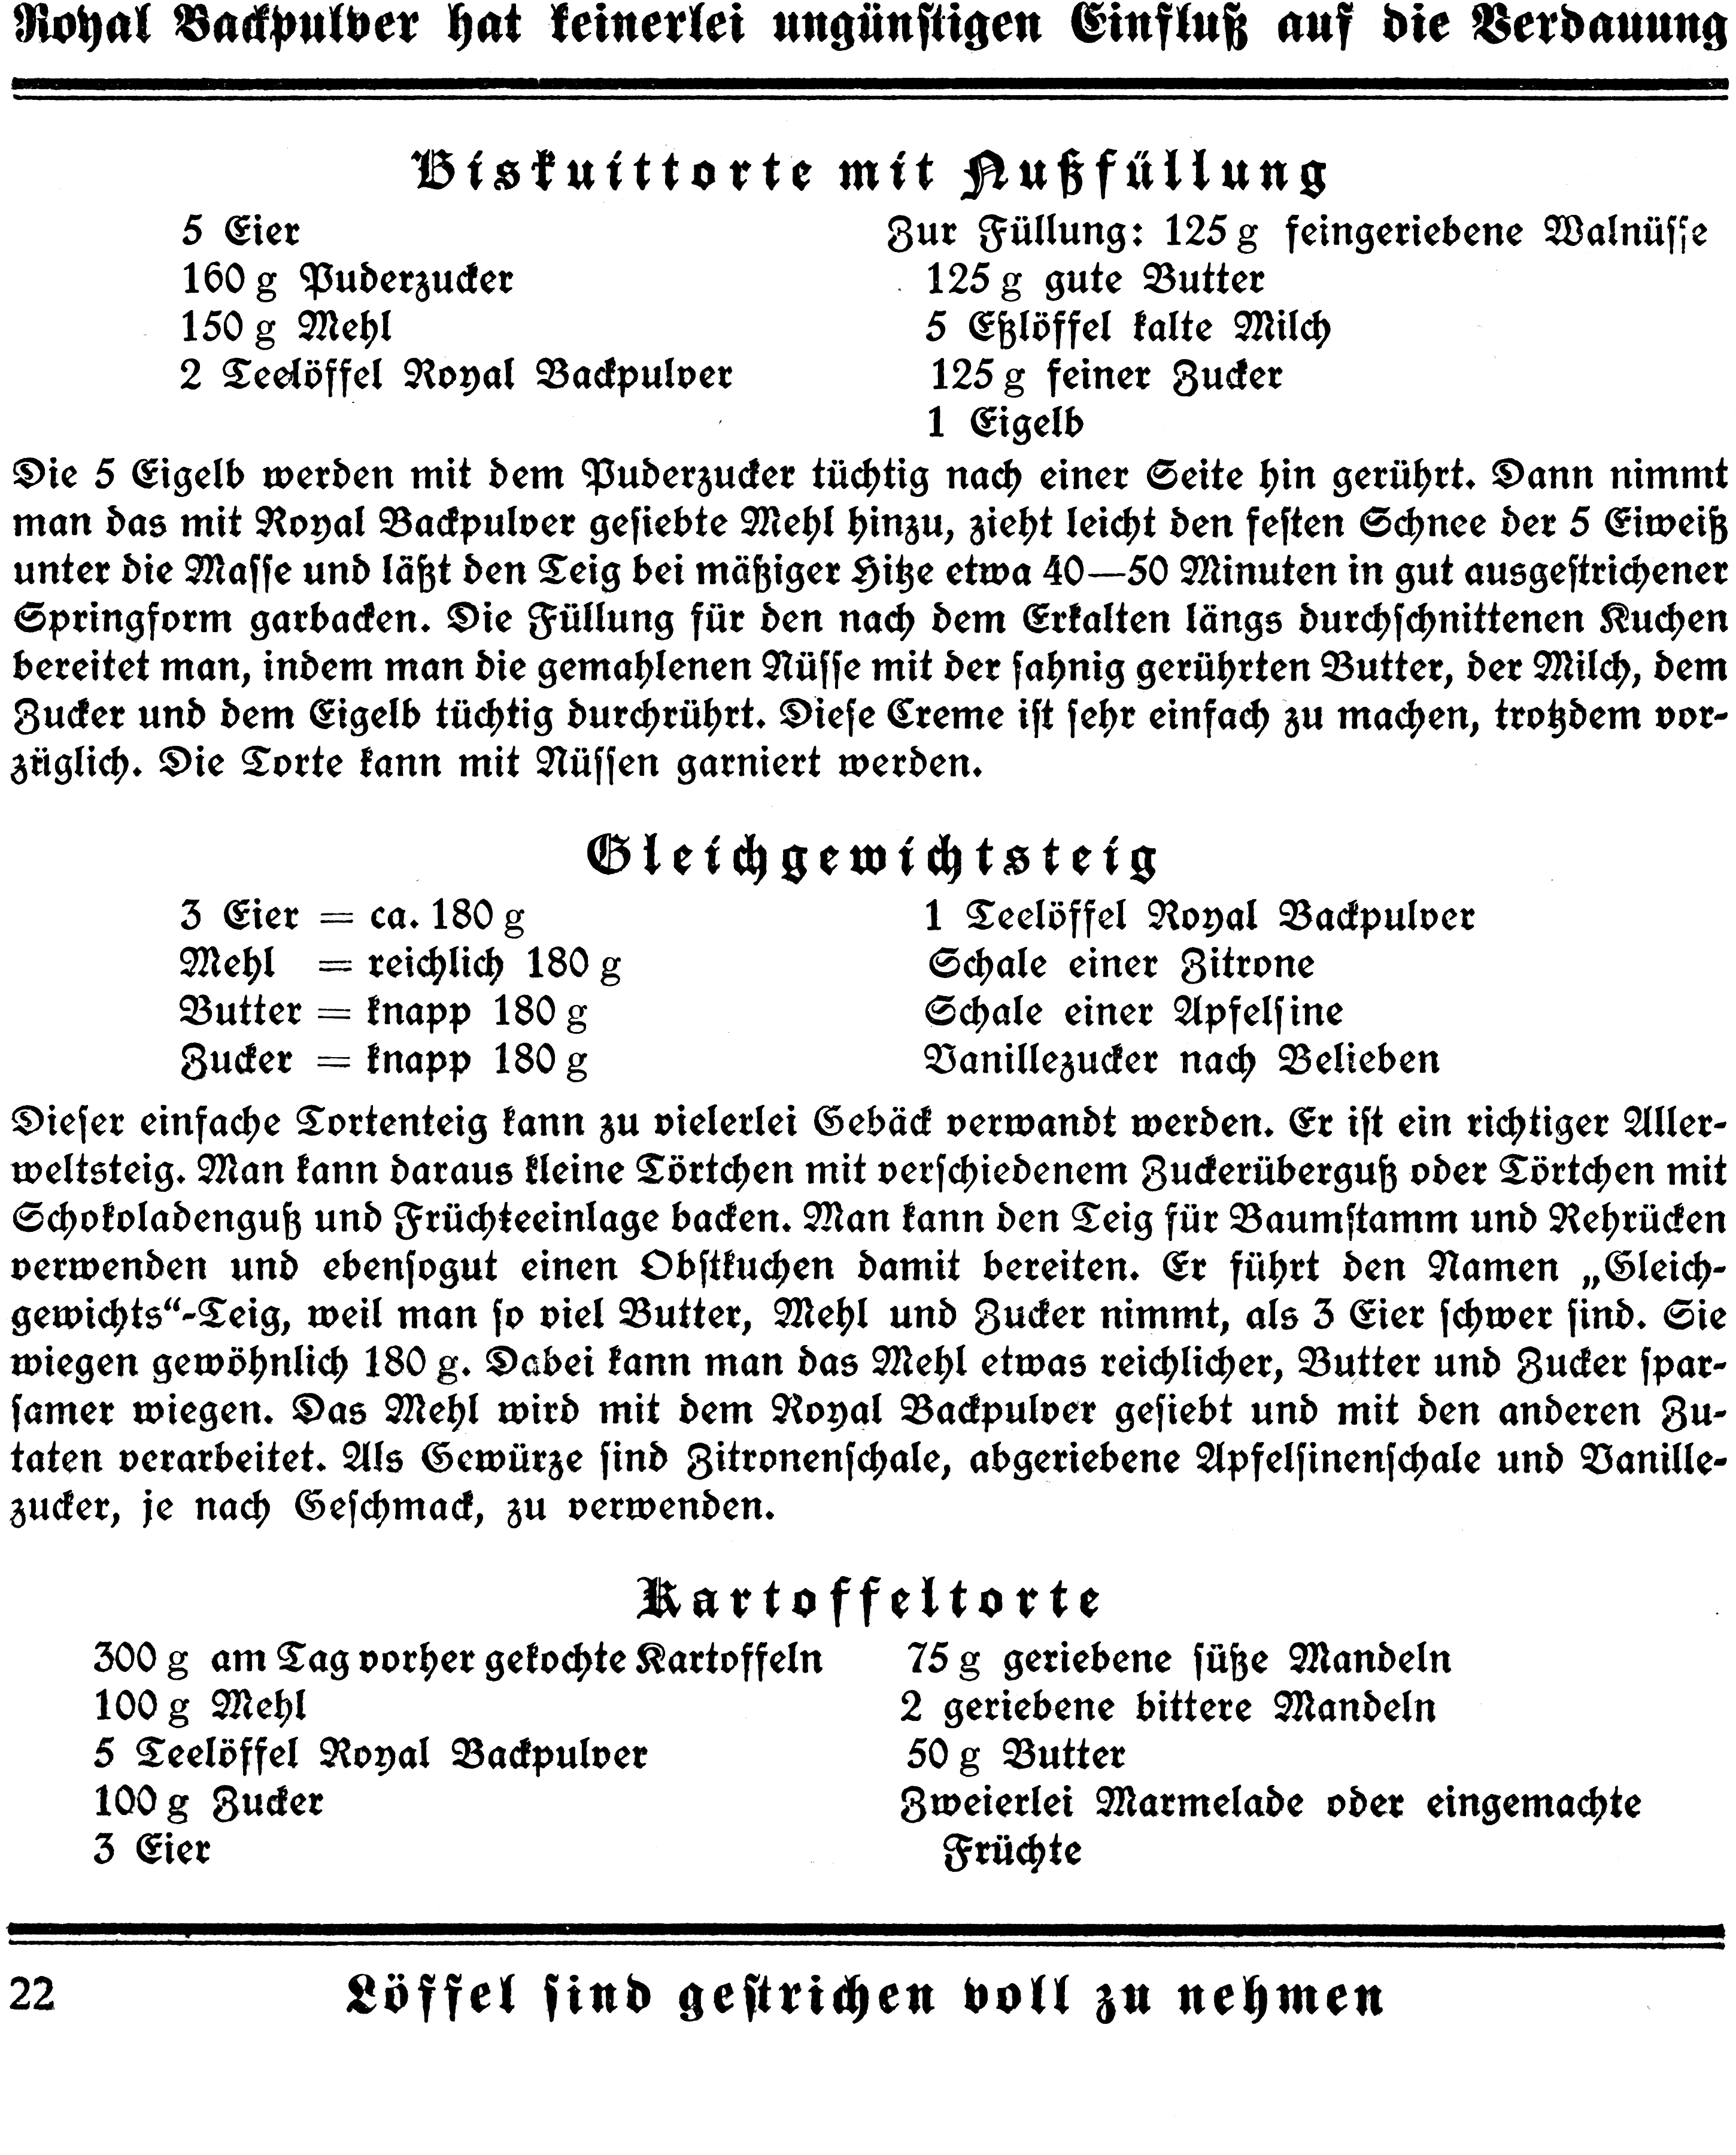 Royal Backpulver hat keinerlei ungünstigen Einfluß auf die Verdauung
Biskuittorte mit Nußfüllung
5 Eier
160 g Puderzucker
150 g Mehl
2 Teelöffel Royal Backpulver
Zur Füllung: 125 g feingeriebene Walnüsse
125 g gute Butter
5 Eßlöffel kalte Milch
125 g feiner Zucker
1 Eigelb
Die 5 Eigelb werden mit dem Puderzucker tüchtig nach einer Seite hin gerührt. Dann nimmt
man das mit Royal Backpulver gesiebte Mehl hinzu, zieht leicht den festen Schnee der 5 Eiweiß
unter die Masse und läßt den Teig bei mäßiger Hitze etwa 40—50 Minuten in gut ausgestrichener
Springform garbacken. Die Füllung für den nach dem Erkalten längs durchschnittenen Kuchen
bereitet man, indem man die gemahlenen Nüsse mit der sahnig gerührten Butter, der Milch, dem
Zucker und dem Eigelb tüchtig durchrührt. Diese Creme ist sehr einfach zu machen, trotzdem vor-
züglich. Die Torte kann mit Nüssen garniert werden.
Gleichgewichtsteig
3 Eier = ca. 180 g
Mehl = reichlich 180 g
Butter = knapp 180 g
Zucker = knapp 180 g
1 Teelöffel Royal Backpulver
Schale einer Zitrone
Schale einer Apfelsine
Vanillezucker nach Belieben
Dieser einfache Tortenteig kann zu vielerlei Gebäck verwandt werden. Er ist ein richtiger Aller-
weltsteig. Man kann daraus kleine Törtchen mit verschiedenem Zuckerüberguß oder Törtchen mit
Schokoladenguß und Früchteeinlage backen. Man kann den Teig für Baumstamm und Rehrücken
verwenden und ebensogut einen Obstkuchen damit bereiten. Er führt den Namen „Gleich-
gewichts“-Teig, weil man so viel Butter, Mehl und Zucker nimmt, als 3 Eier schwer sind. Sie
wiegen gewöhnlich 180 g. Dabei kann man das Mehl etwas reichlicher, Butter und Zucker spar-
samer wiegen. Das Mehl wird mit dem Royal Backpulver gesiebt und mit den anderen Zu-
taten verarbeitet. Als Gewürze sind Zitronenschale, abgeriebene Apfelsinenschale und Vanille-
zucker, je nach Geschmack, zu verwenden.
Kartoffeltorte
300 g am Tag vorher gekochte Kartoffeln
100 g Mehl
5 Teelöffel Royal Backpulver
100 g Zucker
3 Eier
75 g geriebene süße Mandeln
2 geriebene bittere Mandeln
50 g Butter
Zweierlei Marmelade oder eingemachte
Früchte
22 Löffel sind gestrichen voll zu nehmen